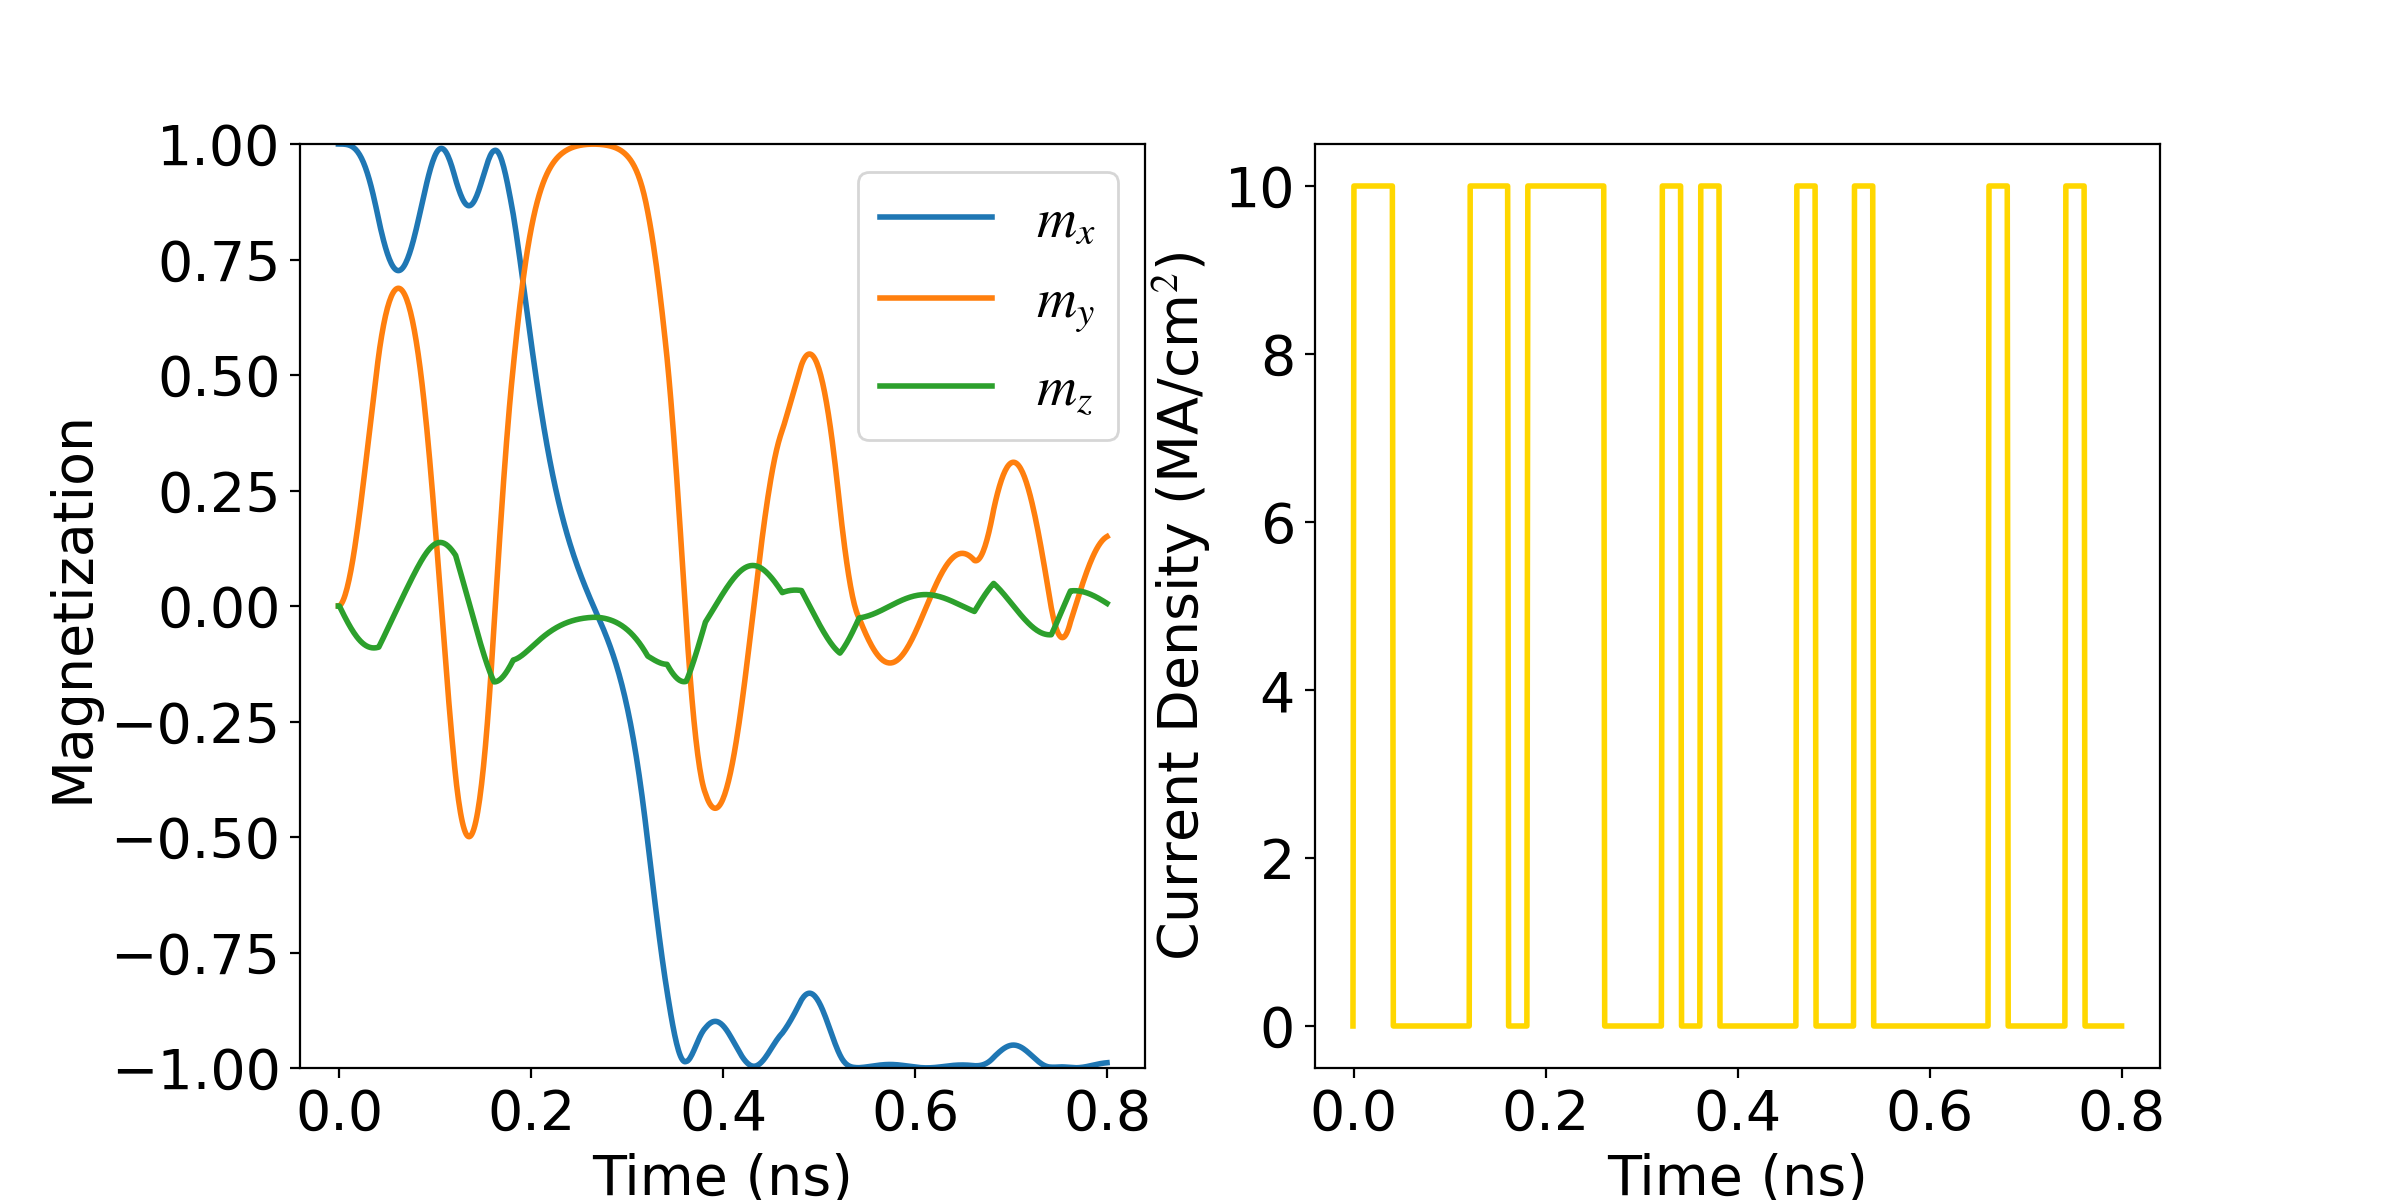 1.00
0.75
0.50
0.25
0.00
−0.25
−0.50
−0.75
−1.00
Magnetization
0.0 0.2 0.4 0.6 0.8
Time (ns)
m_x
m_y
m_z
10
8
6
4
2
0
Current Density (MA/cm²)
0.0 0.2 0.4 0.6 0.8
Time (ns)